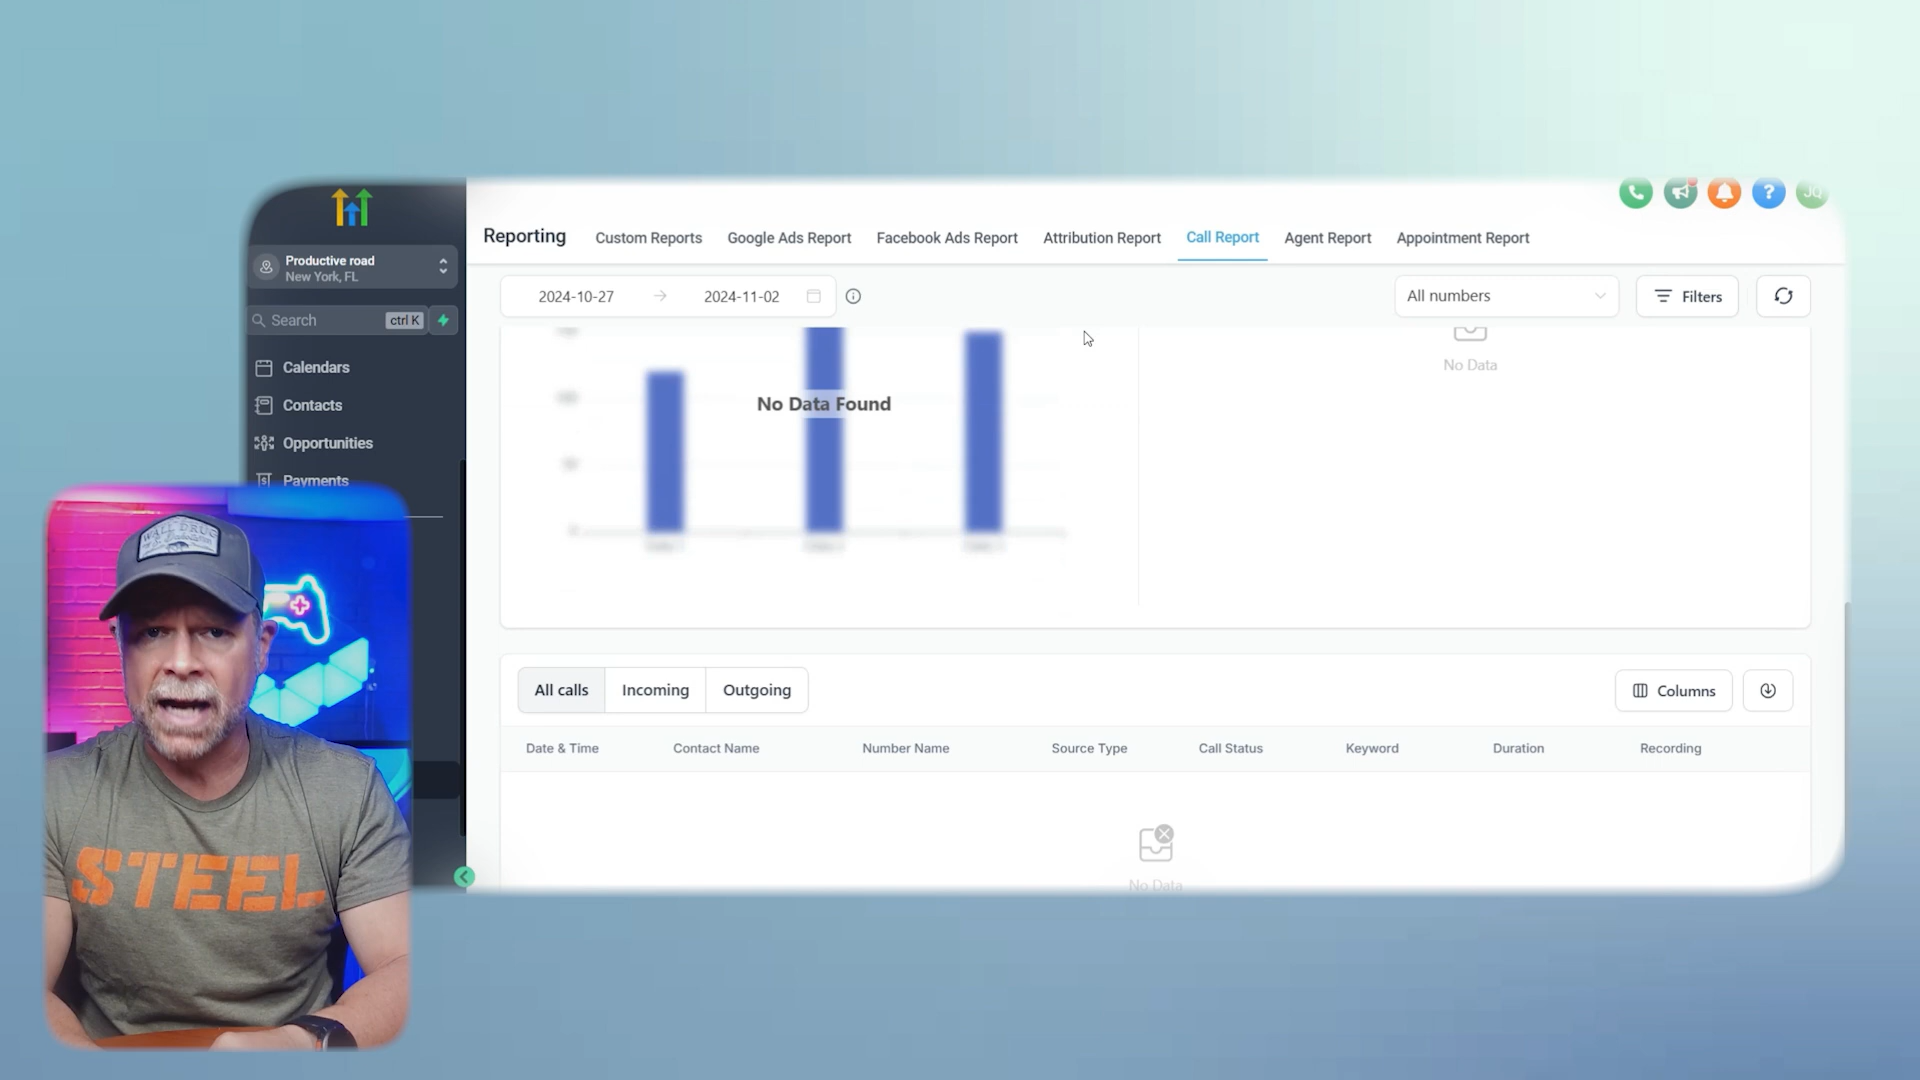 Productive road
New York, FL
Search
ctrl K
Calendars
Contacts
Opportunities
Payments
Reporting
Custom Reports
Google Ads Report
Facebook Ads Report
Attribution Report
Call Report
Agent Report
Appointment Report
JQ
2024-10-27
2024-11-02
All numbers
Filters
No Data Found
No Data
All calls
Incoming
Outgoing
Columns
Date & Time
Contact Name
Number Name
Source Type
Call Status
Keyword
Duration
Recording
No Data
WALL DRUG
STEEL